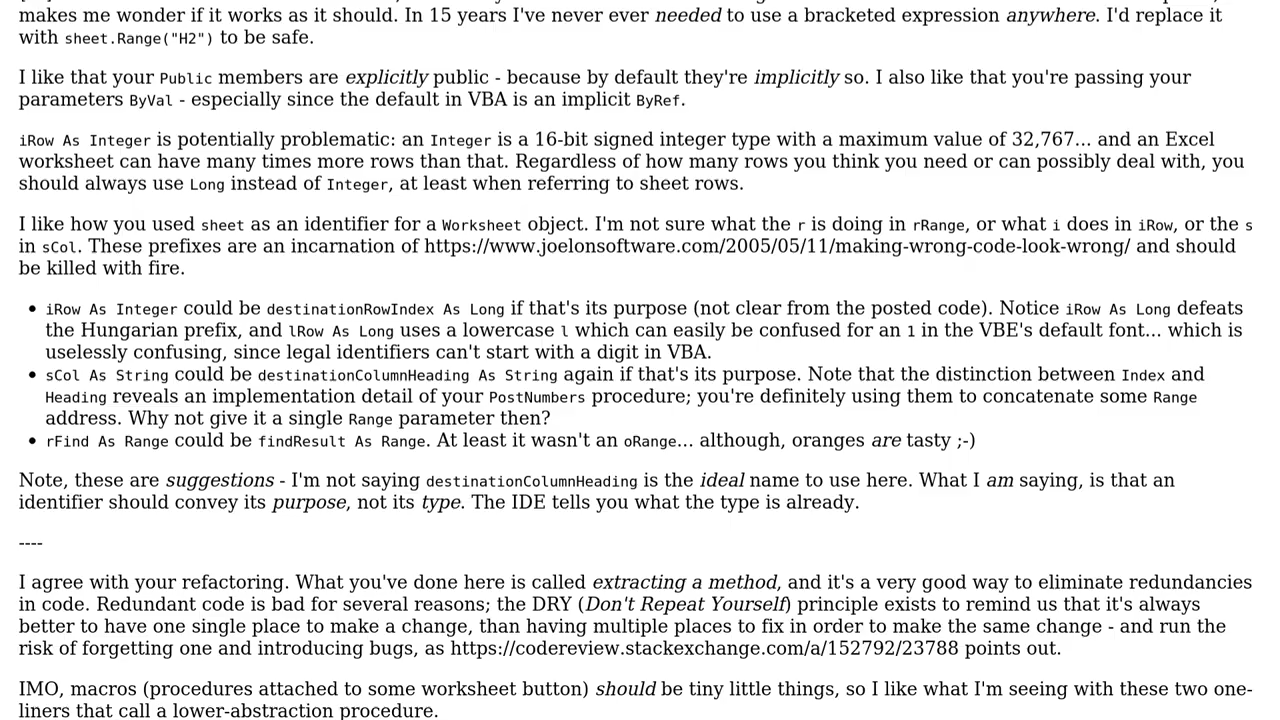 makes me wonder if it works as it should. In 15 years I've never ever needed to use a bracketed expression anywhere. I'd replace it
with sheet.Range("H2") to be safe.
I like that your Public members are explicitly public - because by default they're implicitly so. I also like that you're passing your
parameters ByVal - especially since the default in VBA is an implicit ByRef.
iRow As Integer is potentially problematic: an Integer is a 16-bit signed integer type with a maximum value of 32,767... and an Excel
worksheet can have many times more rows than that. Regardless of how many rows you think you need or can possibly deal with, you
should always use Long instead of Integer, at least when referring to sheet rows.
I like how you used sheet as an identifier for a Worksheet object. I'm not sure what the r is doing in rRange, or what i does in iRow, or the s
in sCol. These prefixes are an incarnation of https://www.joelonsoftware.com/2005/05/11/making-wrong-code-look-wrong/ and should
be killed with fire.
• iRow As Integer could be destinationRowIndex As Long if that's its purpose (not clear from the posted code). Notice iRow As Long defeats
the Hungarian prefix, and lRow As Long uses a lowercase l which can easily be confused for an 1 in the VBE's default font... which is
uselessly confusing, since legal identifiers can't start with a digit in VBA.
• sCol As String could be destinationColumnHeading As String again if that's its purpose. Note that the distinction between Index and
Heading reveals an implementation detail of your PostNumbers procedure; you're definitely using them to concatenate some Range
address. Why not give it a single Range parameter then?
• rFind As Range could be findResult As Range. At least it wasn't an oRange... although, oranges are tasty ;-)
Note, these are suggestions - I'm not saying destinationColumnHeading is the ideal name to use here. What I am saying, is that an
identifier should convey its purpose, not its type. The IDE tells you what the type is already.
----
I agree with your refactoring. What you've done here is called extracting a method, and it's a very good way to eliminate redundancies
in code. Redundant code is bad for several reasons; the DRY (Don't Repeat Yourself) principle exists to remind us that it's always
better to have one single place to make a change, than having multiple places to fix in order to make the same change - and run the
risk of forgetting one and introducing bugs, as https://codereview.stackexchange.com/a/152792/23788 points out.
IMO, macros (procedures attached to some worksheet button) should be tiny little things, so I like what I'm seeing with these two one-
liners that call a lower-abstraction procedure.